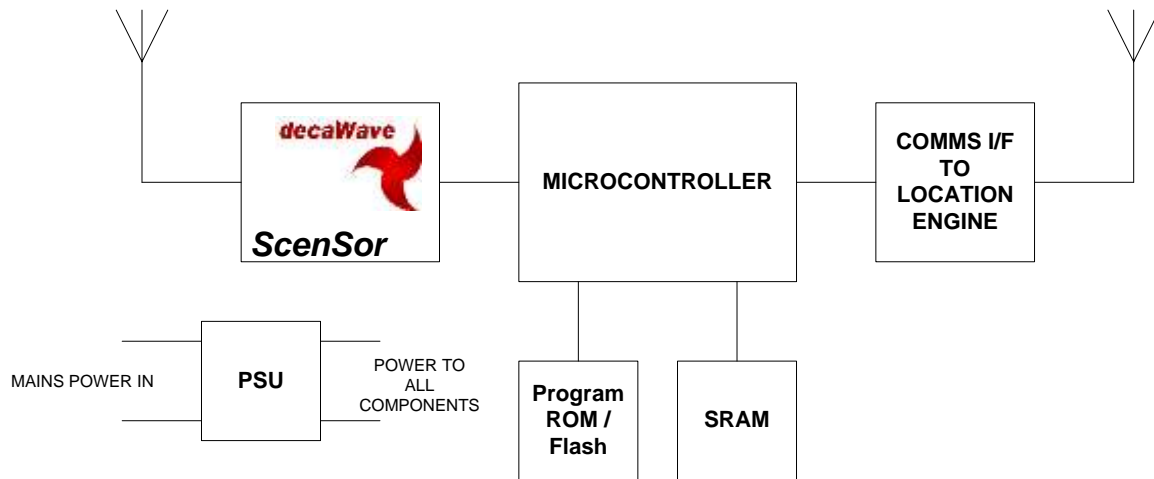 decaWave
ScenSor
MICROCONTROLLER
COMMS I/F
TO
LOCATION
ENGINE
MAINS POWER IN
PSU
POWER TO
ALL
COMPONENTS
Program
ROM /
Flash
SRAM